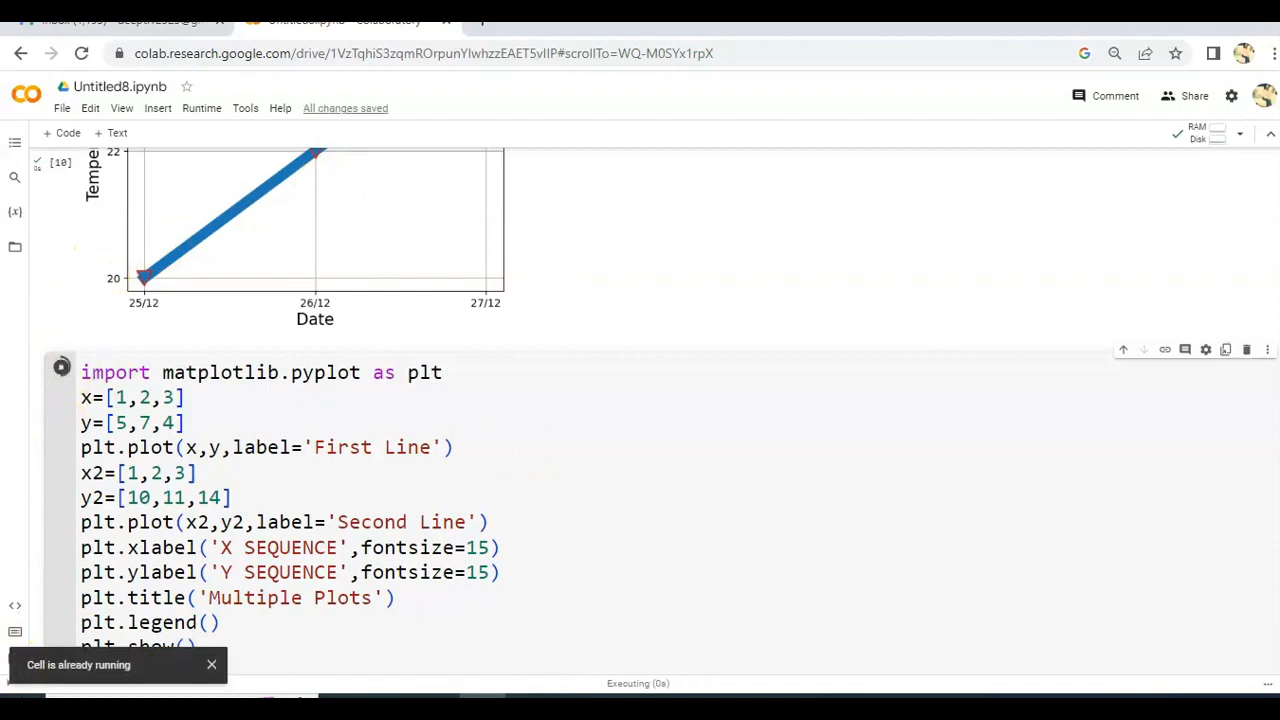 colab.research.google.com/drive/1VzTqhiS3zqmROrpunYIwhzzEAET5vIIP#scrollTo=WQ-M0SYx1rpX
Untitled8.ipynb
File Edit View Insert Runtime Tools Help All changes saved
Comment Share
+ Code + Text
RAM
Disk
[10]
0s
22
20
25/12 26/12 27/12
Date
import matplotlib.pyplot as plt
x=[1,2,3]
y=[5,7,4]
plt.plot(x,y,label='First Line')
x2=[1,2,3]
y2=[10,11,14]
plt.plot(x2,y2,label='Second Line')
plt.xlabel('X SEQUENCE',fontsize=15)
plt.ylabel('Y SEQUENCE',fontsize=15)
plt.title('Multiple Plots')
plt.legend()
plt.show()
Cell is already running
Executing (0s)